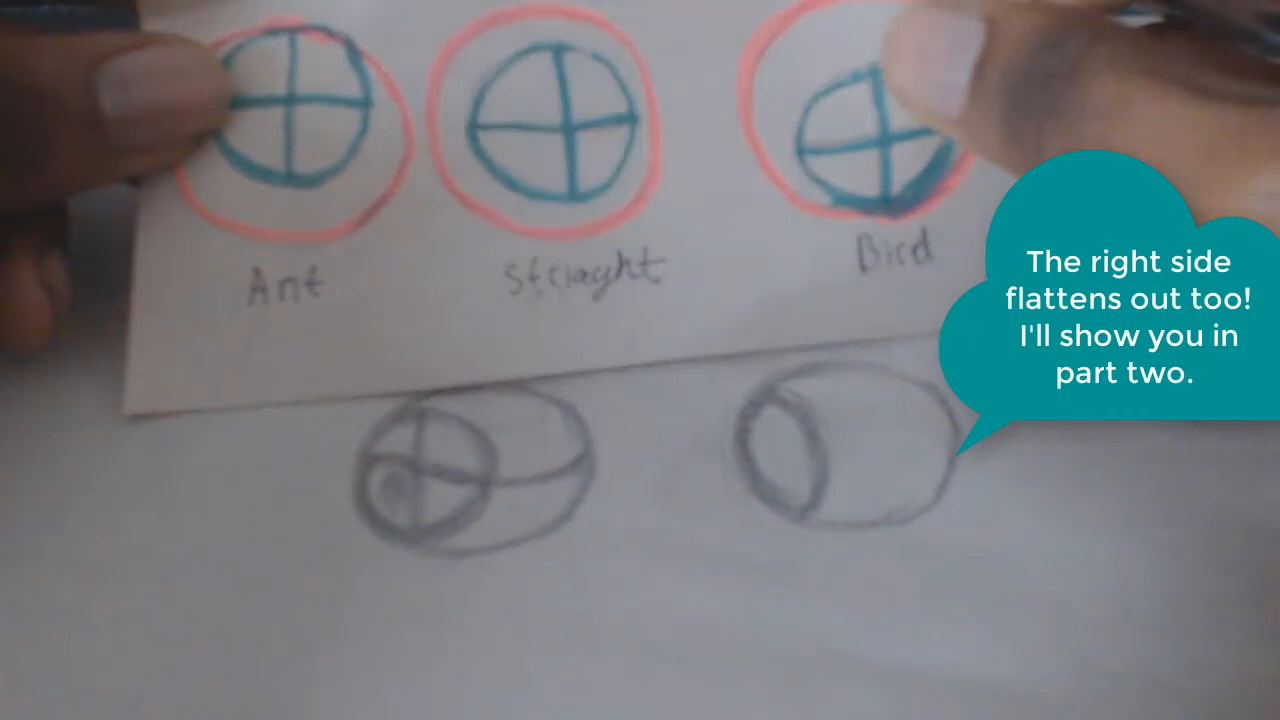 Ant
Straight
Bird
The right side
flattens out too!
I'll show you in
part two.